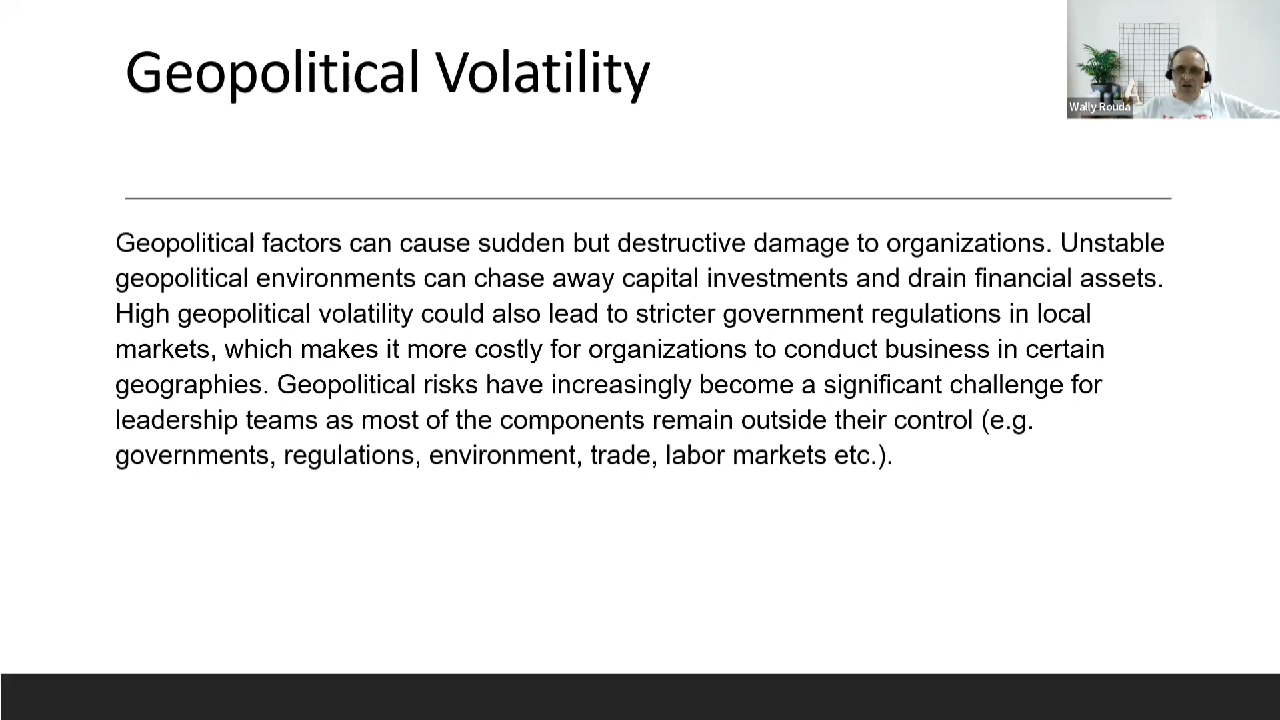 Geopolitical Volatility
Wally Rouda
Geopolitical factors can cause sudden but destructive damage to organizations. Unstable
geopolitical environments can chase away capital investments and drain financial assets.
High geopolitical volatility could also lead to stricter government regulations in local
markets, which makes it more costly for organizations to conduct business in certain
geographies. Geopolitical risks have increasingly become a significant challenge for
leadership teams as most of the components remain outside their control (e.g.
governments, regulations, environment, trade, labor markets etc.).